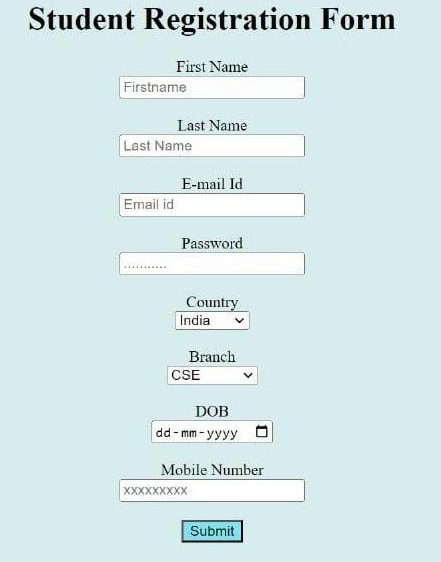 Student Registration Form
First Name
Firstname
Last Name
Last Name
E-mail Id
Email id
Password
...........
Country
India
Branch
CSE
DOB
dd-mm-yyyy
Mobile Number
xxxxxxxxx
Submit